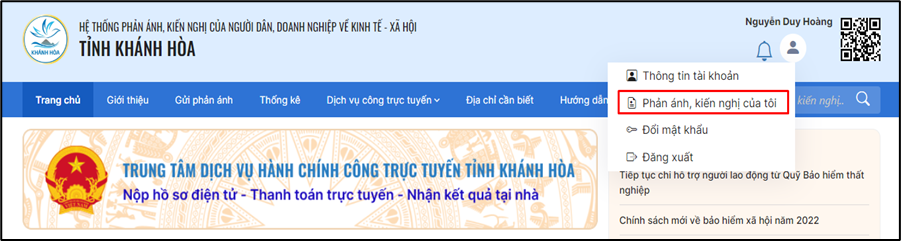 HỆ THỐNG PHẢN ÁNH, KIẾN NGHỊ CỦA NGƯỜI DÂN, DOANH NGHIỆP VỀ KINH TẾ - XÃ HỘI
TỈNH KHÁNH HÒA
KHÁNH HÒA
Nguyễn Duy Hoàng
Thông tin tài khoản
Phản ánh, kiến nghị của tôi
Đổi mật khẩu
Đăng xuất
Trang chủ Giới thiệu Gửi phản ánh Thống kê Dịch vụ công trực tuyến Địa chỉ cần biết Hướng dẫn kiến nghị..
TRUNG TÂM DỊCH VỤ HÀNH CHÍNH CÔNG TRỰC TUYẾN TỈNH KHÁNH HÒA
Nộp hồ sơ điện tử - Thanh toán trực tuyến - Nhận kết quả tại nhà
Tiếp tục chi hỗ trợ người lao động từ Quỹ Bảo hiểm thất
nghiệp
Chính sách mới về bảo hiểm xã hội năm 2022